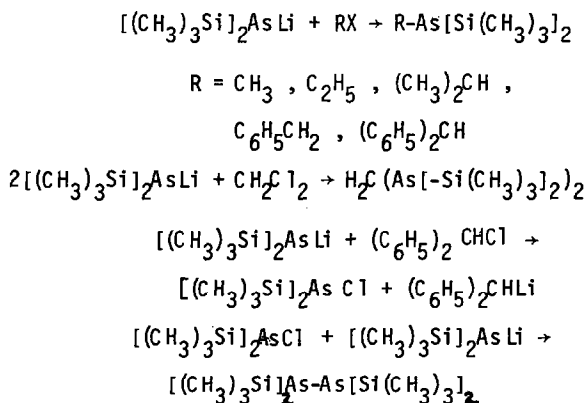 [(CH₃)₃Si]₂AsLi + RX → R-As[Si(CH₃)₃]₂
R = CH₃ , C₂H₅ , (CH₃)₂CH ,
C₆H₅CH₂ , (C₆H₅)₂CH
2[(CH₃)₃Si]₂AsLi + CH₂Cl₂ → H₂C(As[-Si(CH₃)₃]₂)₂
[(CH₃)₃Si]₂AsLi + (C₆H₅)₂ CHCl →
[(CH₃)₃Si]₂As Cl + (C₆H₅)₂CHLi
[(CH₃)₃Si]₂AsCl + [(CH₃)₃Si]₂AsLi →
[(CH₃)₃Si]₂As-As[Si(CH₃)₃]₂